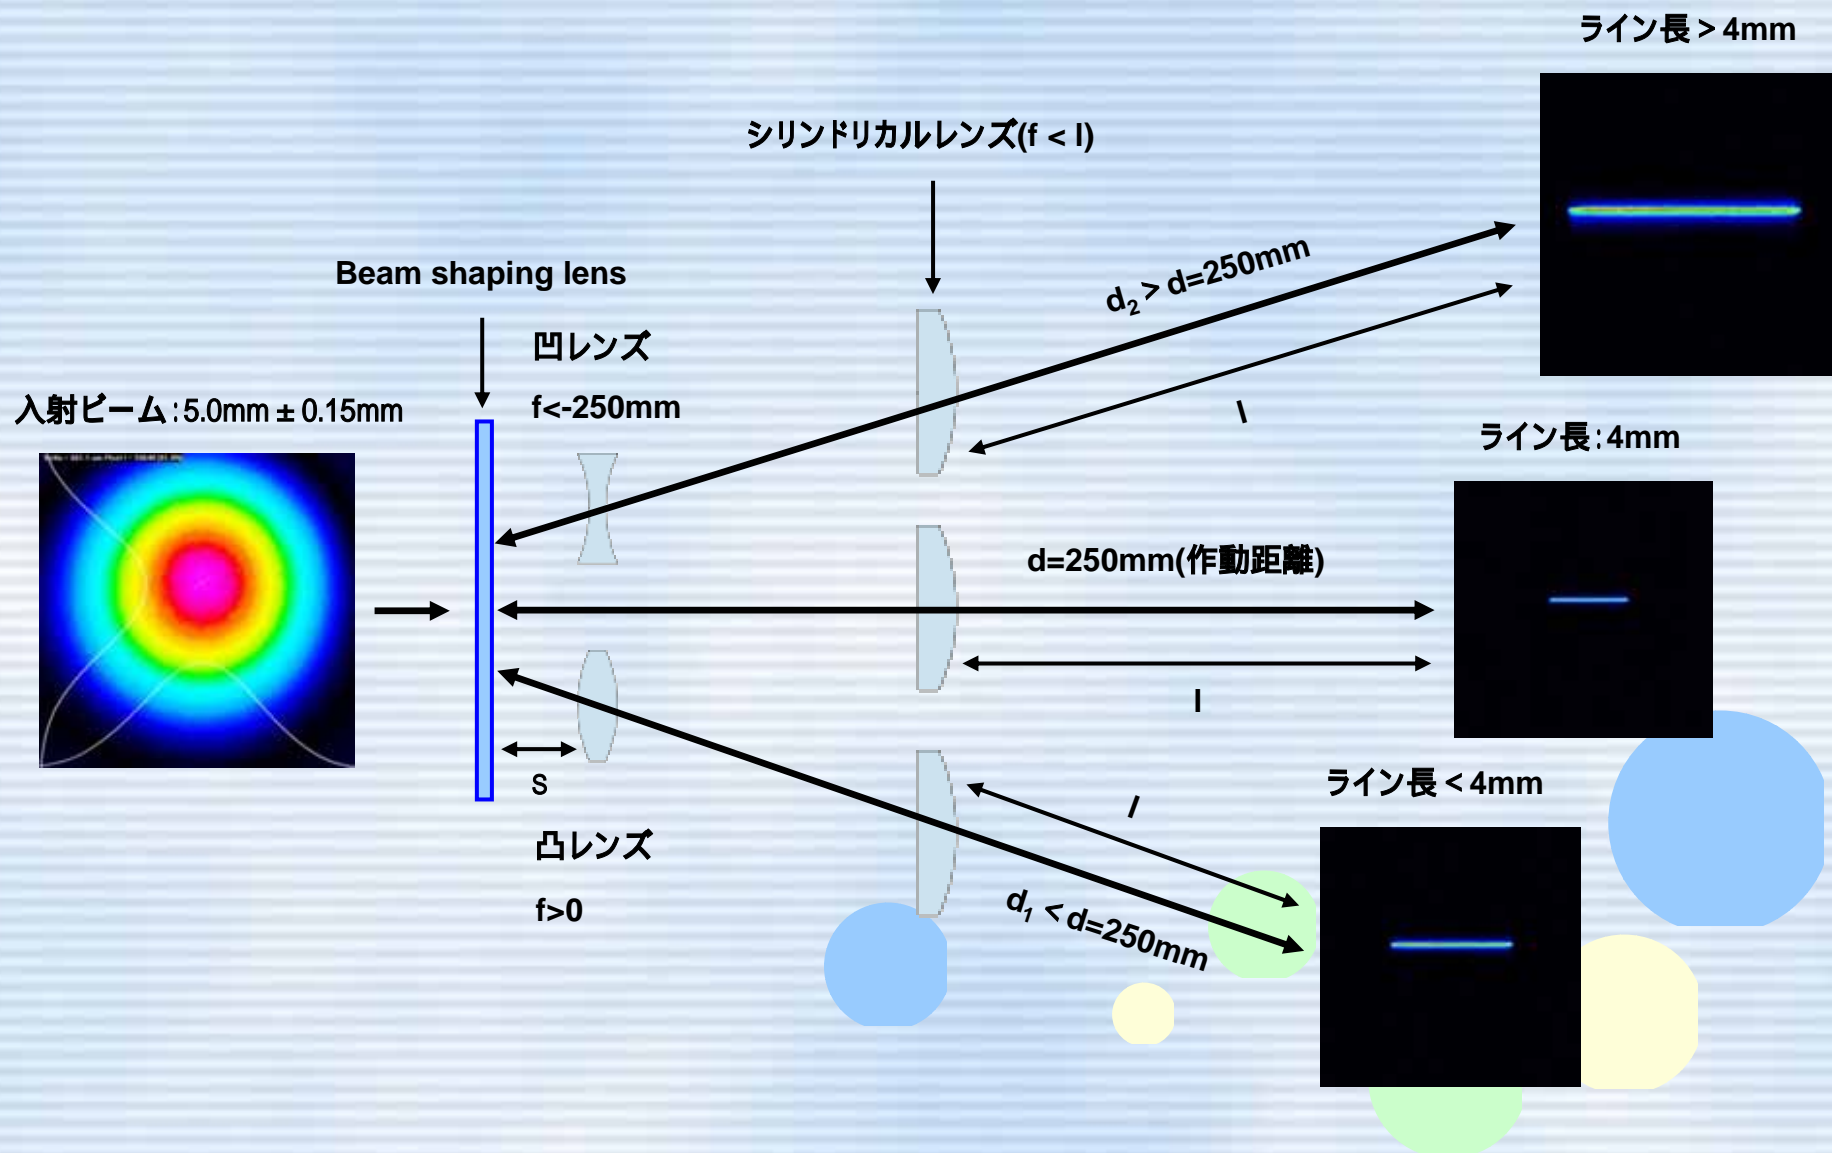 ライン長 > 4mm
シリンドリカルレンズ(f < l)
d2 > d=250mm
Beam shaping lens
凹レンズ
f<-250mm
入射ビーム:5.0mm ± 0.15mm
l
ライン長:4mm
d=250mm(作動距離)
l
S
ライン長 < 4mm
l
凸レンズ
f>0
d1 < d=250mm